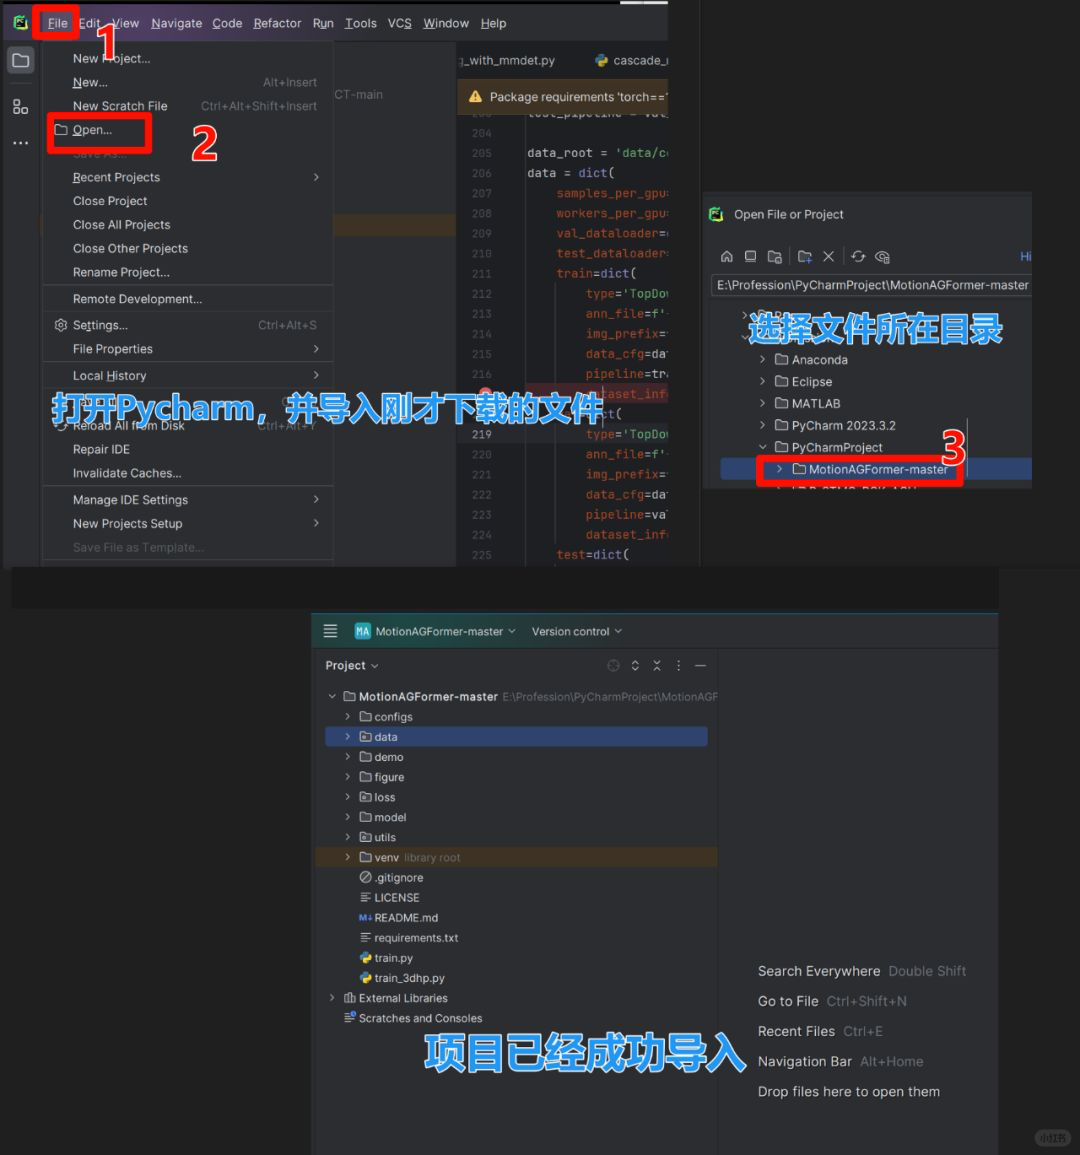 File Edit View Navigate Code Refactor Run Tools VCS Window Help
1
New Project...
New... Alt+Insert
New Scratch File Ctrl+Alt+Shift+Insert
Open...
2
Save As...
Recent Projects
Close Project
Close All Projects
Close Other Projects
Rename Project...
Remote Development...
Settings... Ctrl+Alt+S
File Properties
Local History
打开Pycharm，并导入刚才下载的文件
Reload All from Disk Ctrl+Alt+Y
Repair IDE
Invalidate Caches...
Manage IDE Settings
New Projects Setup
Save File as Template...
CT-main
g_with_mmdet.py cascade_
Package requirements 'torch==
204
205 data_root = 'data/c
206 data = dict(
207 samples_per_gpu=
208 workers_per_gpu=
209 val_dataloader=
210 test_dataloader=
211 train=dict(
212 type='TopDow
213 ann_file=f'
214 img_prefix=
215 data_cfg=dat
216 pipeline=tra
taset_inf
ict(
219 type='TopDow
220 ann_file=f'
221 img_prefix=
222 data_cfg=dat
223 pipeline=va
224 dataset_inf
225 test=dict(
Open File or Project
Hi
E:\Profession\PyCharmProject\MotionAGFormer-master
选择文件所在目录
Anaconda
Eclipse
MATLAB
PyCharm 2023.3.2
PyCharmProject
3
MotionAGFormer-master
MA MotionAGFormer-master Version control
Project
MotionAGFormer-master E:\Profession\PyCharmProject\MotionAGF
configs
data
demo
figure
loss
model
utils
venv library root
.gitignore
LICENSE
M↓ README.md
requirements.txt
train.py
train_3dhp.py
External Libraries
Scratches and Consoles
项目已经成功导入
Search Everywhere Double Shift
Go to File Ctrl+Shift+N
Recent Files Ctrl+E
Navigation Bar Alt+Home
Drop files here to open them
小红书